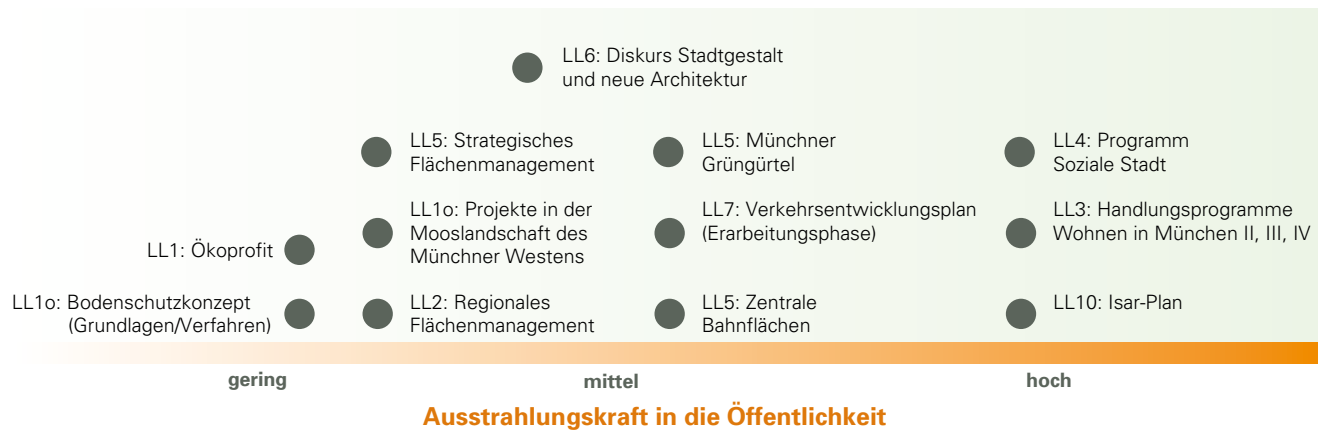 LL6: Diskurs Stadtgestalt
und neue Architektur
LL5: Strategisches
Flächenmanagement
LL5: Münchner
Grüngürtel
LL4: Programm
Soziale Stadt
LL1o: Projekte in der
Mooslandschaft des
Münchner Westens
LL7: Verkehrsentwicklungsplan
(Erarbeitungsphase)
LL3: Handlungsprogramme
Wohnen in München II, III, IV
LL1: Ökoprofit
LL1o: Bodenschutzkonzept
(Grundlagen/Verfahren)
LL2: Regionales
Flächenmanagement
LL5: Zentrale
Bahnflächen
LL10: Isar-Plan
gering
mittel
hoch
Ausstrahlungskraft in die Öffentlichkeit